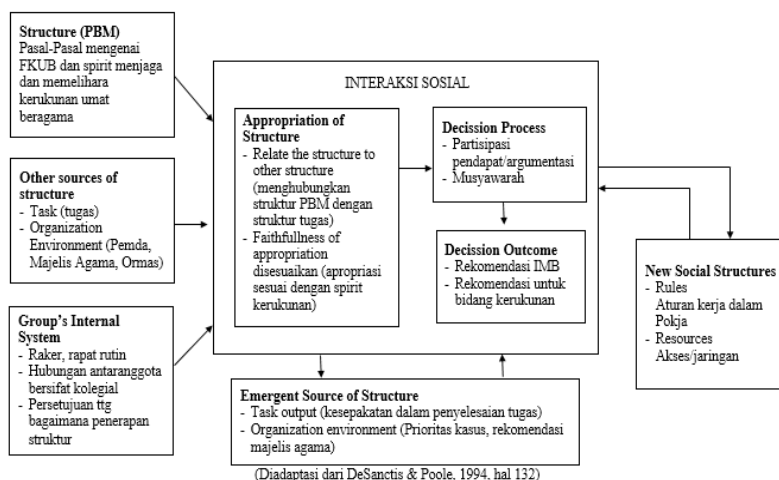 Structure (PBM)
Pasal-Pasal mengenai
FKUB dan spirit menjaga
dan memelihara
kerukunan umat
beragama
Other sources of
structure
- Task (tugas)
- Organization
Environment (Pemda,
Majelis Agama, Ormas)
Group's Internal
System
- Raker, rapat rutin
- Hubungan antaranggota
bersifat kolegial
- Persetujuan ttg
bagaimana penerapan
struktur
INTERAKSI SOSIAL
Appropriation of
Structure
- Relate the structure to
other structure
(menghubungkan
struktur PBM dengan
struktur tugas)
- Faithfullness of
appropriation
disesuaikan (apropriasi
sesuai dengan spirit
kerukunan)
Decission Process
- Partisipasi
pendapat/argumentasi
- Musyawarah
Decission Outcome
- Rekomendasi IMB
- Rekomendasi untuk
bidang kerukunan
New Social Structures
- Rules
Aturan kerja dalam
Pokja
- Resources
Akses/jaringan
Emergent Source of Structure
- Task output (kesepakatan dalam penyelesaian tugas)
- Organization environment (Prioritas kasus, rekomendasi
majelis agama)
(Diadaptasi dari DeSanctis & Poole, 1994, hal 132)